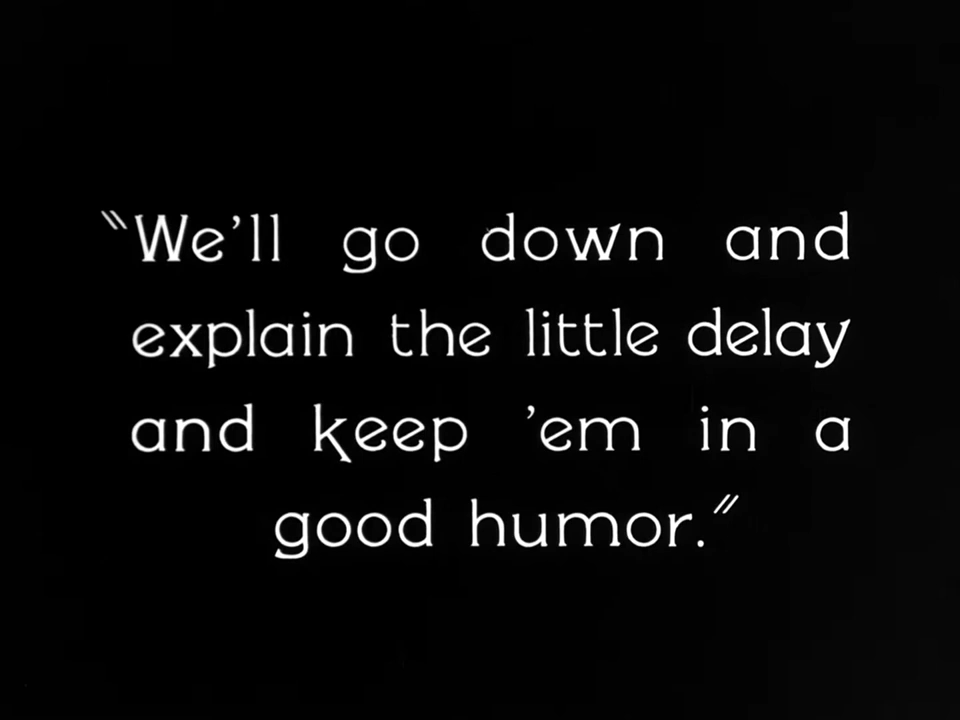 "We'll go down and
explain the little delay
and keep 'em in a
good humor."